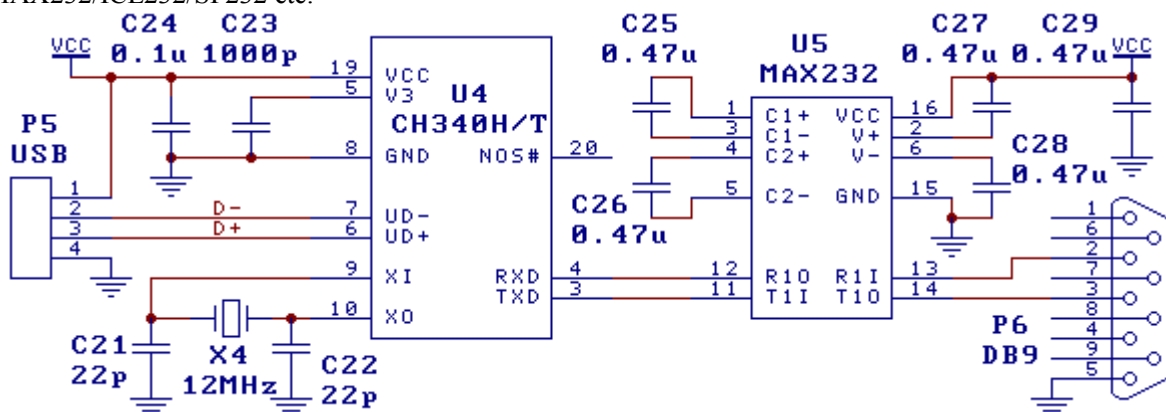 MAX232/ICL232/SP232 etc.
C24 C23 C25 C27 C29
VCC 0.1u 1000p 0.47u U5 0.47u 0.47u VCC
MAX232
19 VCC
5 V3
U4
CH340H/T
P5
USB
8 GND NOS# 20
1
2 D- 7 UD-
3 D+ 6 UD+
4
9 XI RXD 4
TXD 3
10 XO
C21
22p
X4
12MHz
C22
22p
1 C1+ VCC 16
3 C1- V+ 2
4 C2+ V- 6
5 C2- GND 15
C28
0.47u
C26
0.47u
12 R1O R1I 13
11 T1I T1O 14
1
6
2
7
3
8
4
9
5
P6
DB9